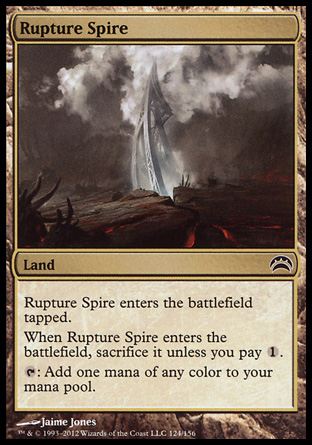 Rupture Spire
Land
Rupture Spire enters the battlefield
tapped.
When Rupture Spire enters the
battlefield, sacrifice it unless you pay 1.
: Add one mana of any color to your
mana pool.
Jaime Jones
™ & © 1993–2012 Wizards of the Coast LLC 124/156